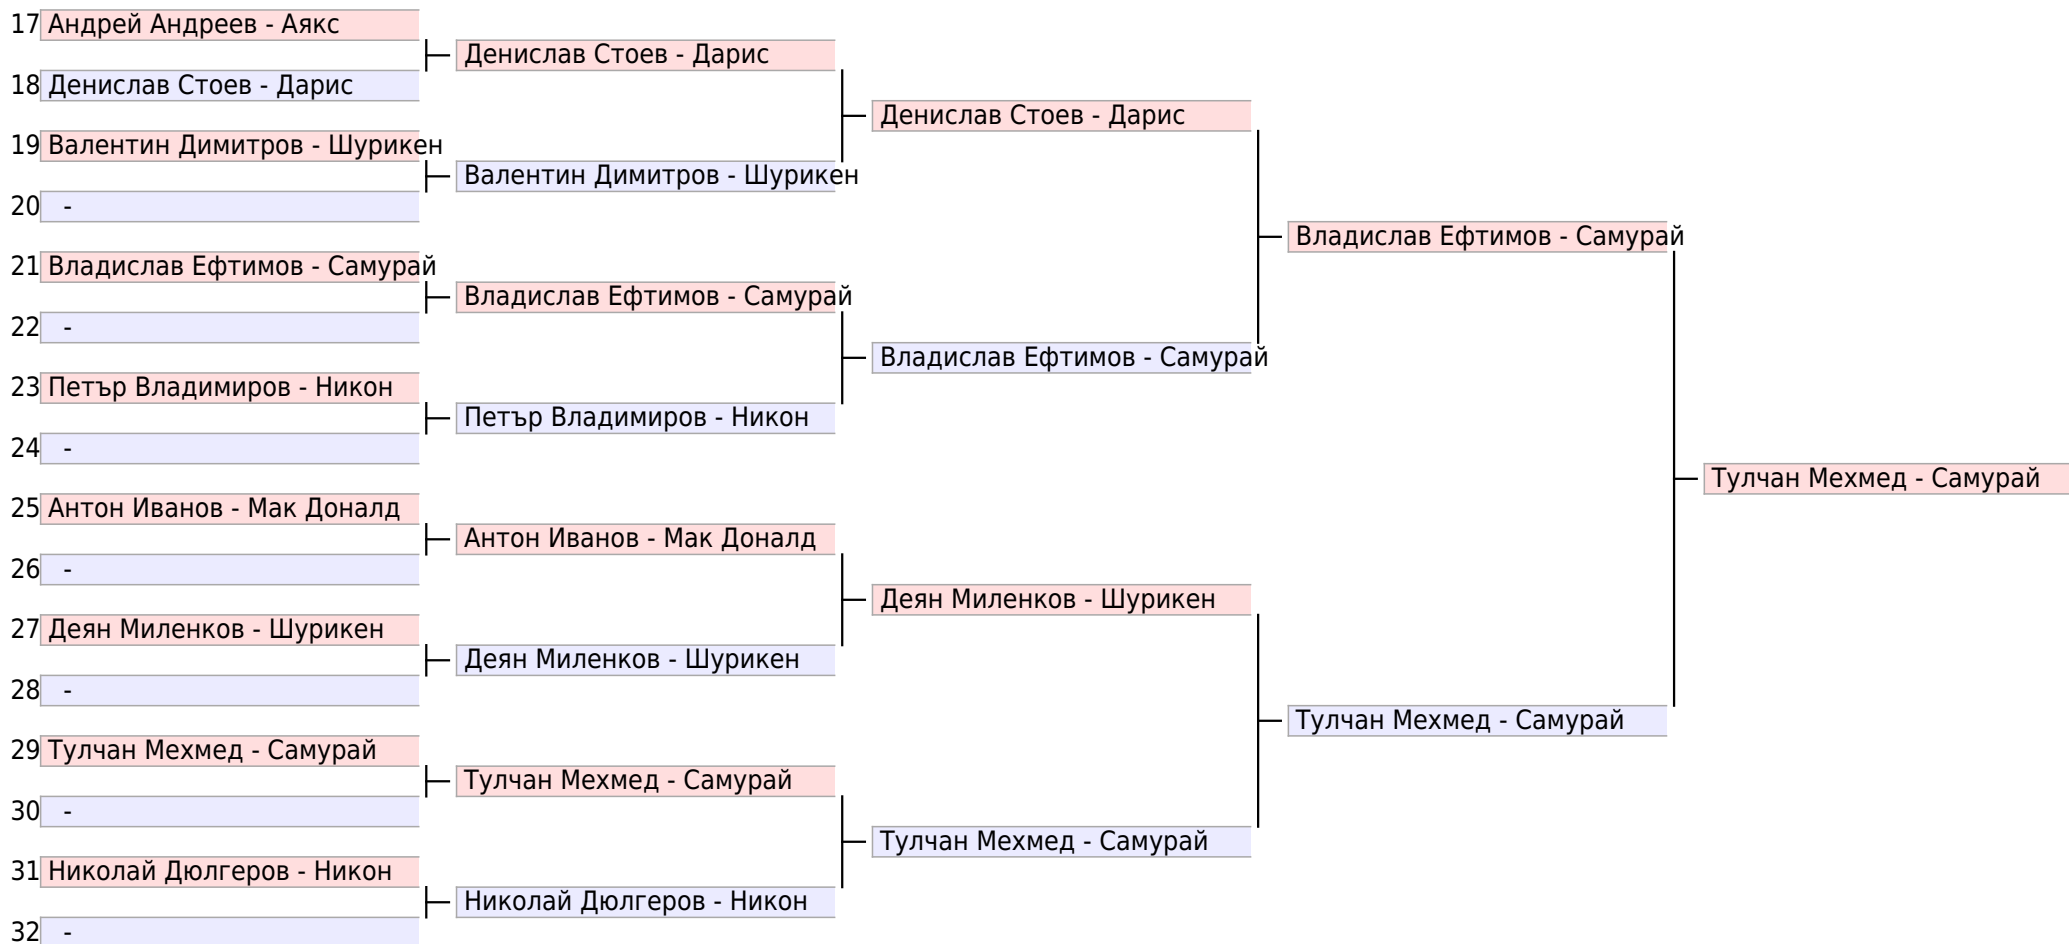 17 Андрей Андреев - Аякс
Денислав Стоев - Дарис
18 Денислав Стоев - Дарис
Денислав Стоев - Дарис
19 Валентин Димитров - Шурикен
Валентин Димитров - Шурикен
20 -
Владислав Ефтимов - Самурай
21 Владислав Ефтимов - Самурай
Владислав Ефтимов - Самурай
22 -
Владислав Ефтимов - Самурай
23 Петър Владимиров - Никон
Петър Владимиров - Никон
24 -
Тулчан Мехмед - Самурай
25 Антон Иванов - Мак Доналд
Антон Иванов - Мак Доналд
26 -
Деян Миленков - Шурикен
27 Деян Миленков - Шурикен
Деян Миленков - Шурикен
28 -
Тулчан Мехмед - Самурай
29 Тулчан Мехмед - Самурай
Тулчан Мехмед - Самурай
30 -
Тулчан Мехмед - Самурай
31 Николай Дюлгеров - Никон
Николай Дюлгеров - Никон
32 -